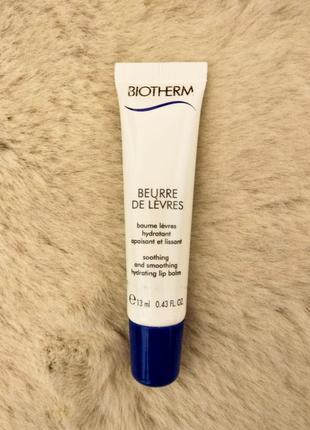 BIOTHERM
BEURRE
DE LÈVRES
baume lèvres
hydratant
apaisant et lissant
soothing
and smoothing
hydrating lip balm
℮13 ml 0.43 FL OZ.